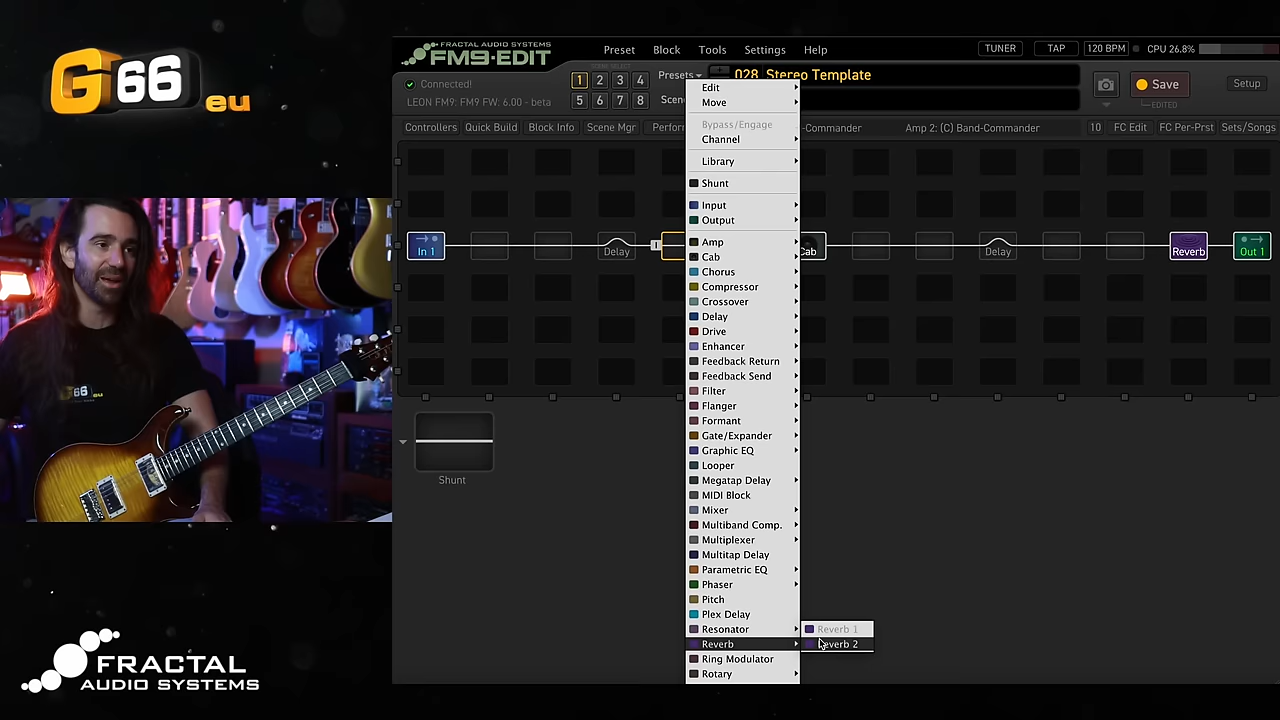 G66
eu
G66.eu
FRACTAL
AUDIO SYSTEMS
FRACTAL AUDIO SYSTEMS
FM9-EDIT
Preset
Block
Tools
Settings
Help
TUNER
TAP
120 BPM
CPU 26.8%
Connected!
LEON FM9: FM9 FW. 6.00 - beta
1
2
3
4
5
6
7
8
Presets
028 Stereo Template
Scen
Save
EDITED
Setup
Controllers
Quick Build
Block Info
Scene Mgr
Perform
-Commander
Amp 2: (C) Band-Commander
10
FC Edit
FC Per-Prst
Sets/Songs
In 1
Delay
Cab
Delay
Reverb
Out 1
Shunt
Edit
Move
Bypass/Engage
Channel
Library
Shunt
Input
Output
Amp
Cab
Chorus
Compressor
Crossover
Delay
Drive
Enhancer
Feedback Return
Feedback Send
Filter
Flanger
Formant
Gate/Expander
Graphic EQ
Looper
Megatap Delay
MIDI Block
Mixer
Multiband Comp.
Multiplexer
Multitap Delay
Parametric EQ
Phaser
Pitch
Plex Delay
Resonator
Reverb
Ring Modulator
Rotary
Reverb 1
Reverb 2